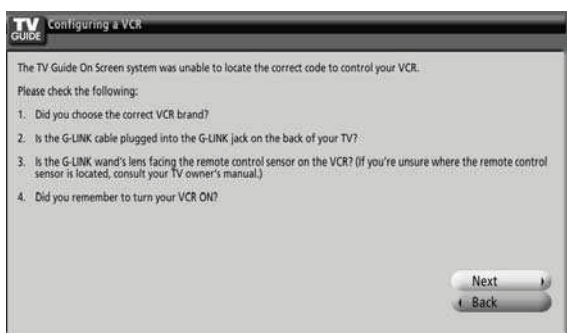 TV
GUIDE
Configuring a VCR
The TV Guide On Screen system was unable to locate the correct code to control your VCR.
Please check the following:
1. Did you choose the correct VCR brand?
2. Is the G-LINK cable plugged into the G-LINK jack on the back of your TV?
3. Is the G-LINK wand's lens facing the remote control sensor on the VCR? (If you're unsure where the remote control
sensor is located, consult your TV owner's manual.)
4. Did you remember to turn your VCR ON?
Next
Back